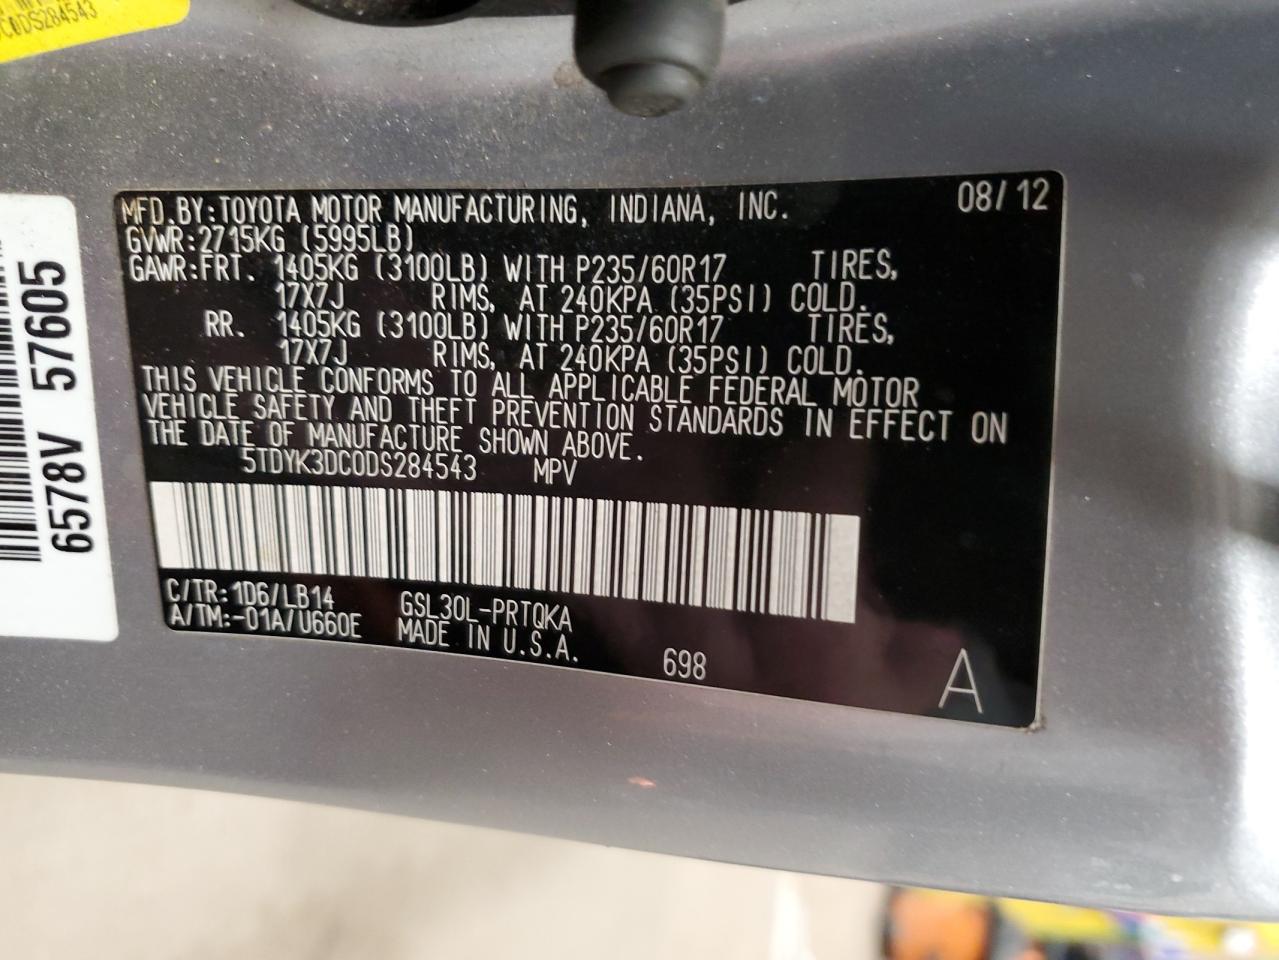 C0DS284543
6578V 57605
MFD.BY:TOYOTA MOTOR MANUFACTURING, INDIANA, INC. 08/12
GVWR:2715KG (5995LB)
GAWR:FRT. 1405KG (3100LB) WITH P235/60R17 TIRES,
17X7J RIMS, AT 240KPA (35PSI) COLD.
RR. 1405KG (3100LB) WITH P235/60R17 TIRES,
17X7J RIMS, AT 240KPA (35PSI) COLD.
THIS VEHICLE CONFORMS TO ALL APPLICABLE FEDERAL MOTOR
VEHICLE SAFETY AND THEFT PREVENTION STANDARDS IN EFFECT ON
THE DATE OF MANUFACTURE SHOWN ABOVE.
5TDYK3DC0DS284543 MPV
C/TR:1D6/LB14 GSL30L-PRTQKA
A/TM:-01A/U660E MADE IN U.S.A.
698
A